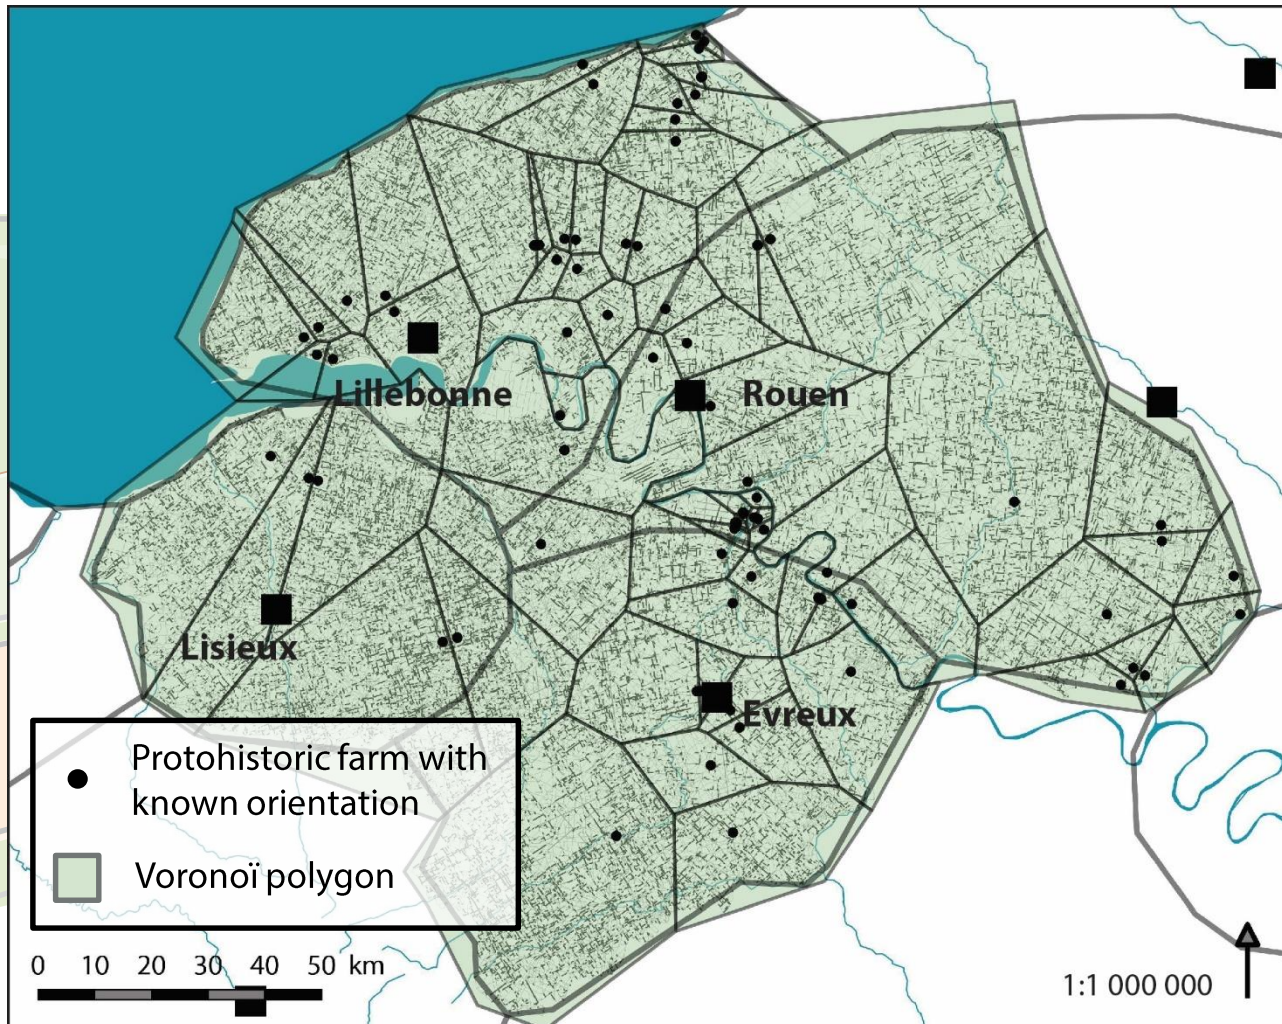 Lillebonne
Rouen
Lisieux
Evreux
Protohistoric farm with
known orientation
Voronoï polygon
0 10 20 30 40 50 km
1:1 000 000